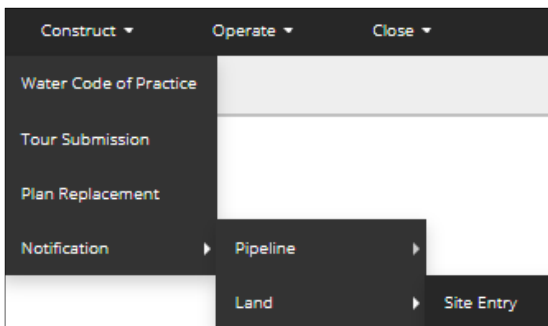 Construct Operate Close
Water Code of Practice
Tour Submission
Plan Replacement
Notification Pipeline
Land Site Entry